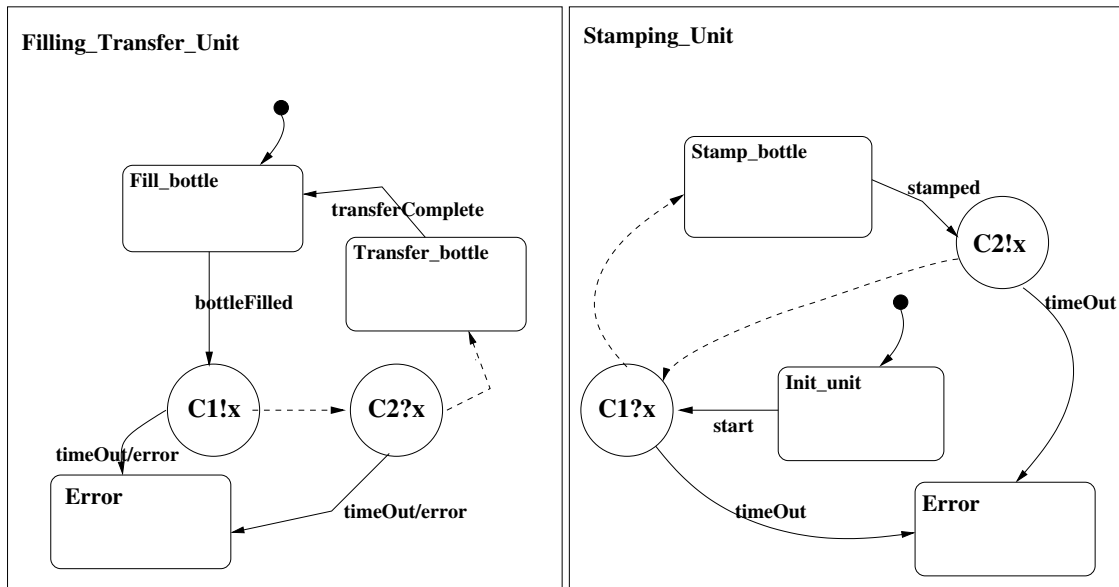 Filling_Transfer_Unit
Fill_bottle
transferComplete
Transfer_bottle
bottleFilled
C1!x
C2?x
timeOut/error
Error
timeOut/error
Stamping_Unit
Stamp_bottle
stamped
C2!x
timeOut
Init_unit
C1?x
start
Error
timeOut